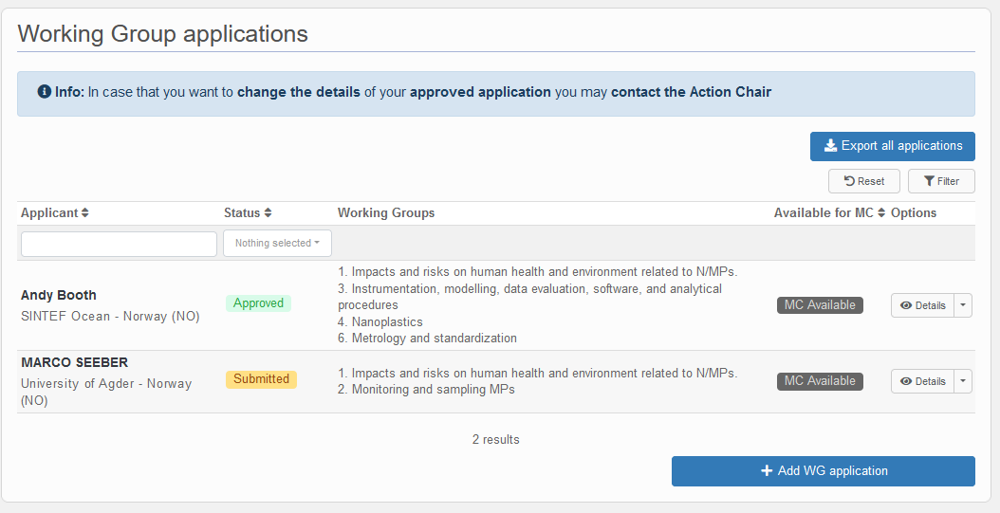 Working Group applications
Info: In case that you want to change the details of your approved application you may contact the Action Chair
Export all applications
Reset
Filter
Applicant Status Working Groups Available for MC Options
Nothing selected
Andy Booth
SINTEF Ocean - Norway (NO)
Approved
1. Impacts and risks on human health and environment related to N/MPs.
3. Instrumentation, modelling, data evaluation, software, and analytical
procedures
4. Nanoplastics
6. Metrology and standardization
MC Available
Details
MARCO SEEBER
University of Agder - Norway
(NO)
Submitted
1. Impacts and risks on human health and environment related to N/MPs.
2. Monitoring and sampling MPs
MC Available
Details
2 results
Add WG application